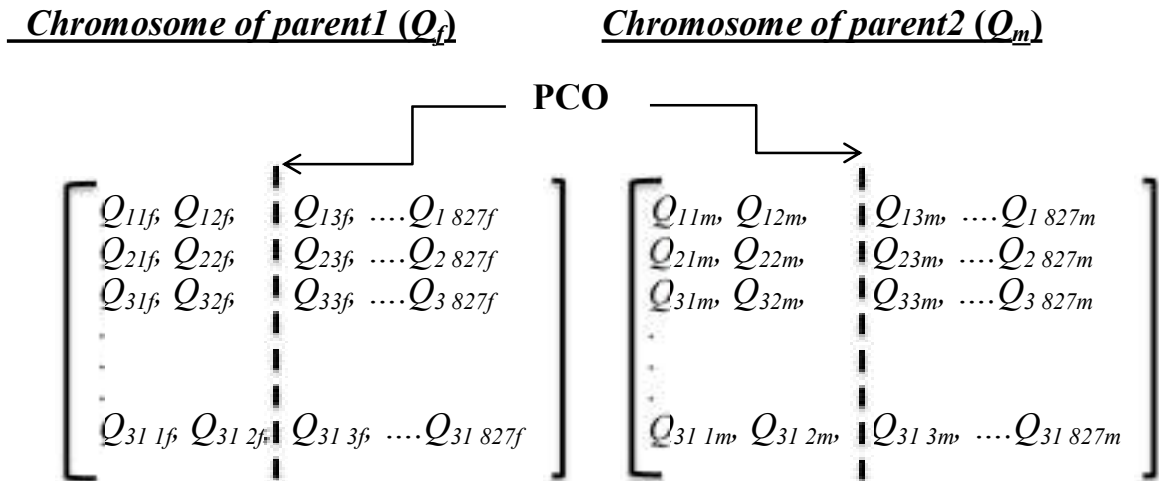 Chromosome of parent1 (Qf) Chromosome of parent2 (Qm)
PCO
Q11f, Q12f, Q13f, ....Q1 827f Q11m, Q12m, Q13m, ....Q1 827m
Q21f, Q22f, Q23f, ....Q2 827f Q21m, Q22m, Q23m, ....Q2 827m
Q31f, Q32f, Q33f, ....Q3 827f Q31m, Q32m, Q33m, ....Q3 827m
. .
. .
. .
Q31 1f, Q31 2f, Q31 3f, ....Q31 827f Q31 1m, Q31 2m, Q31 3m, ....Q31 827m